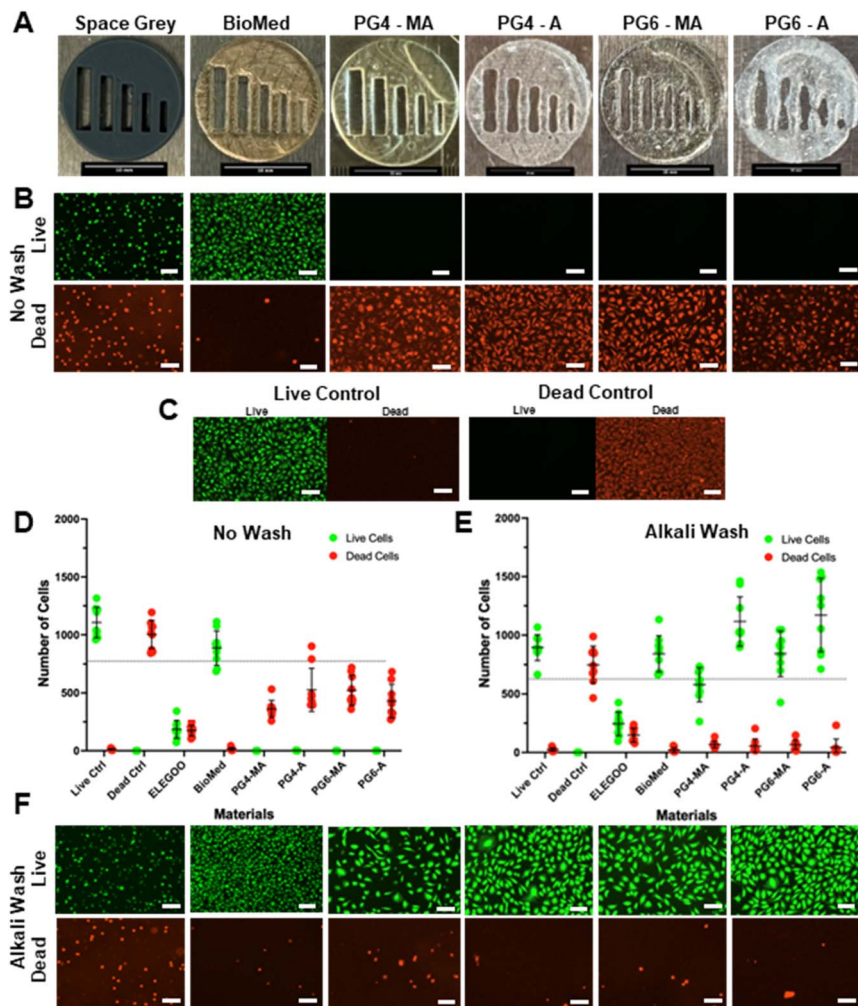 A
Space Grey
BioMed
PG4 - MA
PG4 - A
PG6 - MA
PG6 - A
B
No Wash
Live
Dead
C
Live Control
Dead Control
Live
Dead
Live
Dead
D
No Wash
Live Cells
Dead Cells
Number of Cells
2000
1500
1000
500
0
Live Ctrl
Dead Ctrl
ELEGOO
BioMed
PG4-MA
PG4-A
PG6-MA
PG6-A
Materials
E
Alkali Wash
Live Cells
Dead Cells
Number of Cells
2000
1500
1000
500
0
Live Ctrl
Dead Ctrl
ELEGOO
BioMed
PG4-MA
PG4-A
PG6-MA
PG6-A
Materials
F
Alkali Wash
Live
Dead